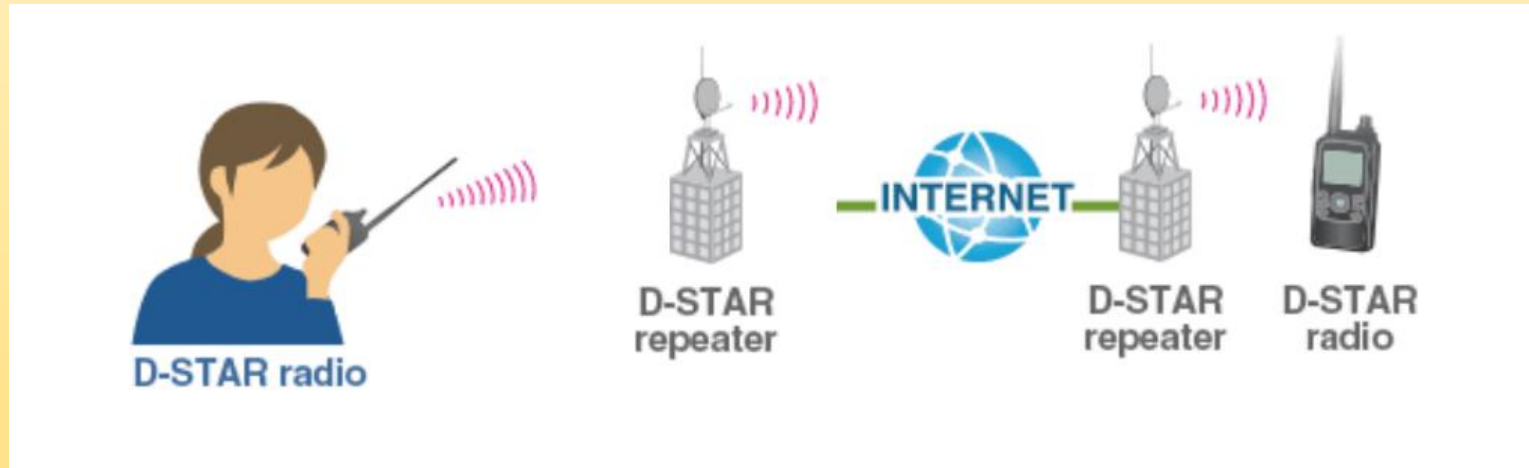 INTERNET
D-STAR radio
D-STAR
repeater
D-STAR
repeater
D-STAR
radio